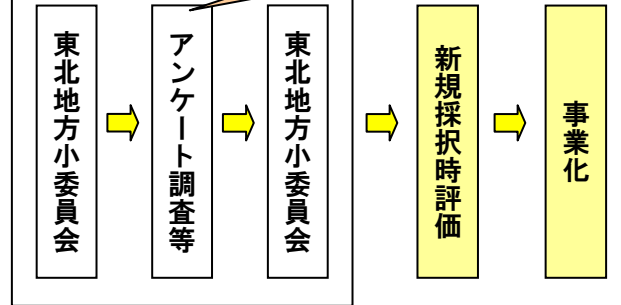 東北地方小委員会
アンケート調査等
東北地方小委員会
新規採択時評価
事業化